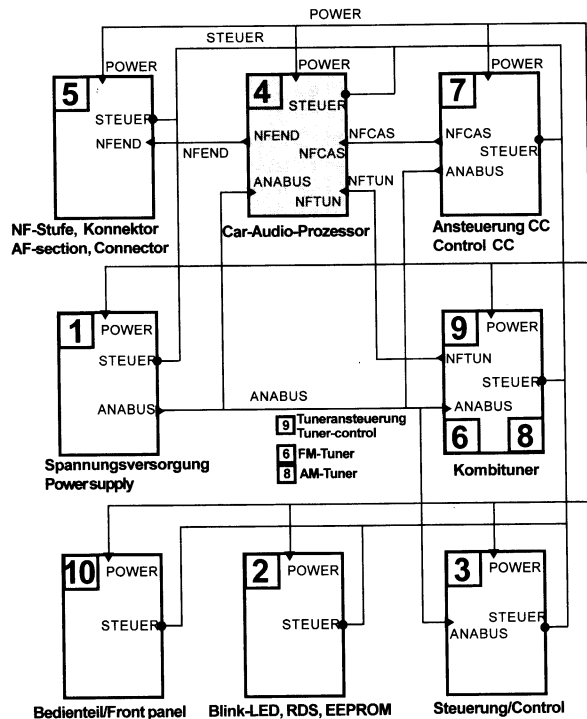 POWER
STEUER
POWER
5
STEUER
NFEND
NF-Stufe, Konnektor
AF-section, Connector
NFEND
POWER
4
STEUER
NFEND
NFCAS
ANABUS
NFTUN
Car-Audio-Prozessor
NFCAS
NFTUN
POWER
7
NFCAS
STEUER
ANABUS
Ansteuerung CC
Control CC
1
POWER
STEUER
ANABUS
Spannungsversorgung
Powersupply
ANABUS
9 Tuneransteuerung
Tuner-control
6 FM-Tuner
8 AM-Tuner
9
POWER
NFTUN
STEUER
ANABUS
6 8
Kombituner
10
POWER
STEUER
Bedienteil/Front panel
2
POWER
STEUER
Blink-LED, RDS, EEPROM
3
POWER
STEUER
ANABUS
Steuerung/Control